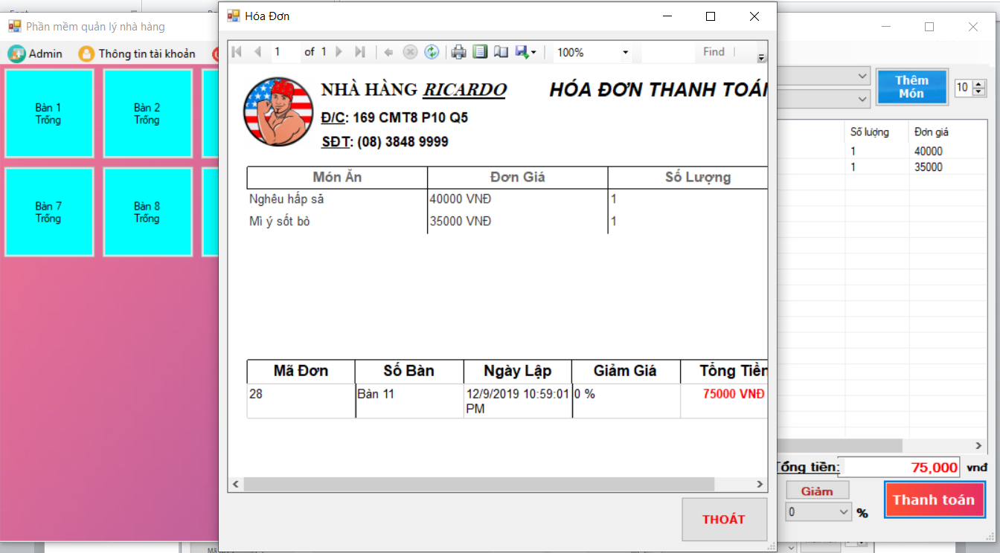 Phần mềm quản lý nhà hàng
Admin
Thông tin tài khoản
Bàn 1
Trống
Bàn 2
Trống
Bàn 7
Trống
Bàn 8
Trống
Hóa Đơn
1 of 1
100%
Find
NHÀ HÀNG RICARDO
HÓA ĐƠN THANH TOÁN
Đ/C: 169 CMT8 P10 Q5
SĐT: (08) 3848 9999
Món Ăn Đơn Giá Số Lượng
Nghêu hấp sả 40000 VNĐ 1
Mì ý sốt bò 35000 VNĐ 1
Mã Đơn Số Bàn Ngày Lập Giảm Giá Tổng Tiền
28 Bàn 11 12/9/2019 10:59:01 PM 0 % 75000 VNĐ
THOÁT
Thêm
Món
10
Số lượng Đơn giá
1 40000
1 35000
Tổng tiền: 75,000 vnđ
Giảm
0 %
Thanh toán